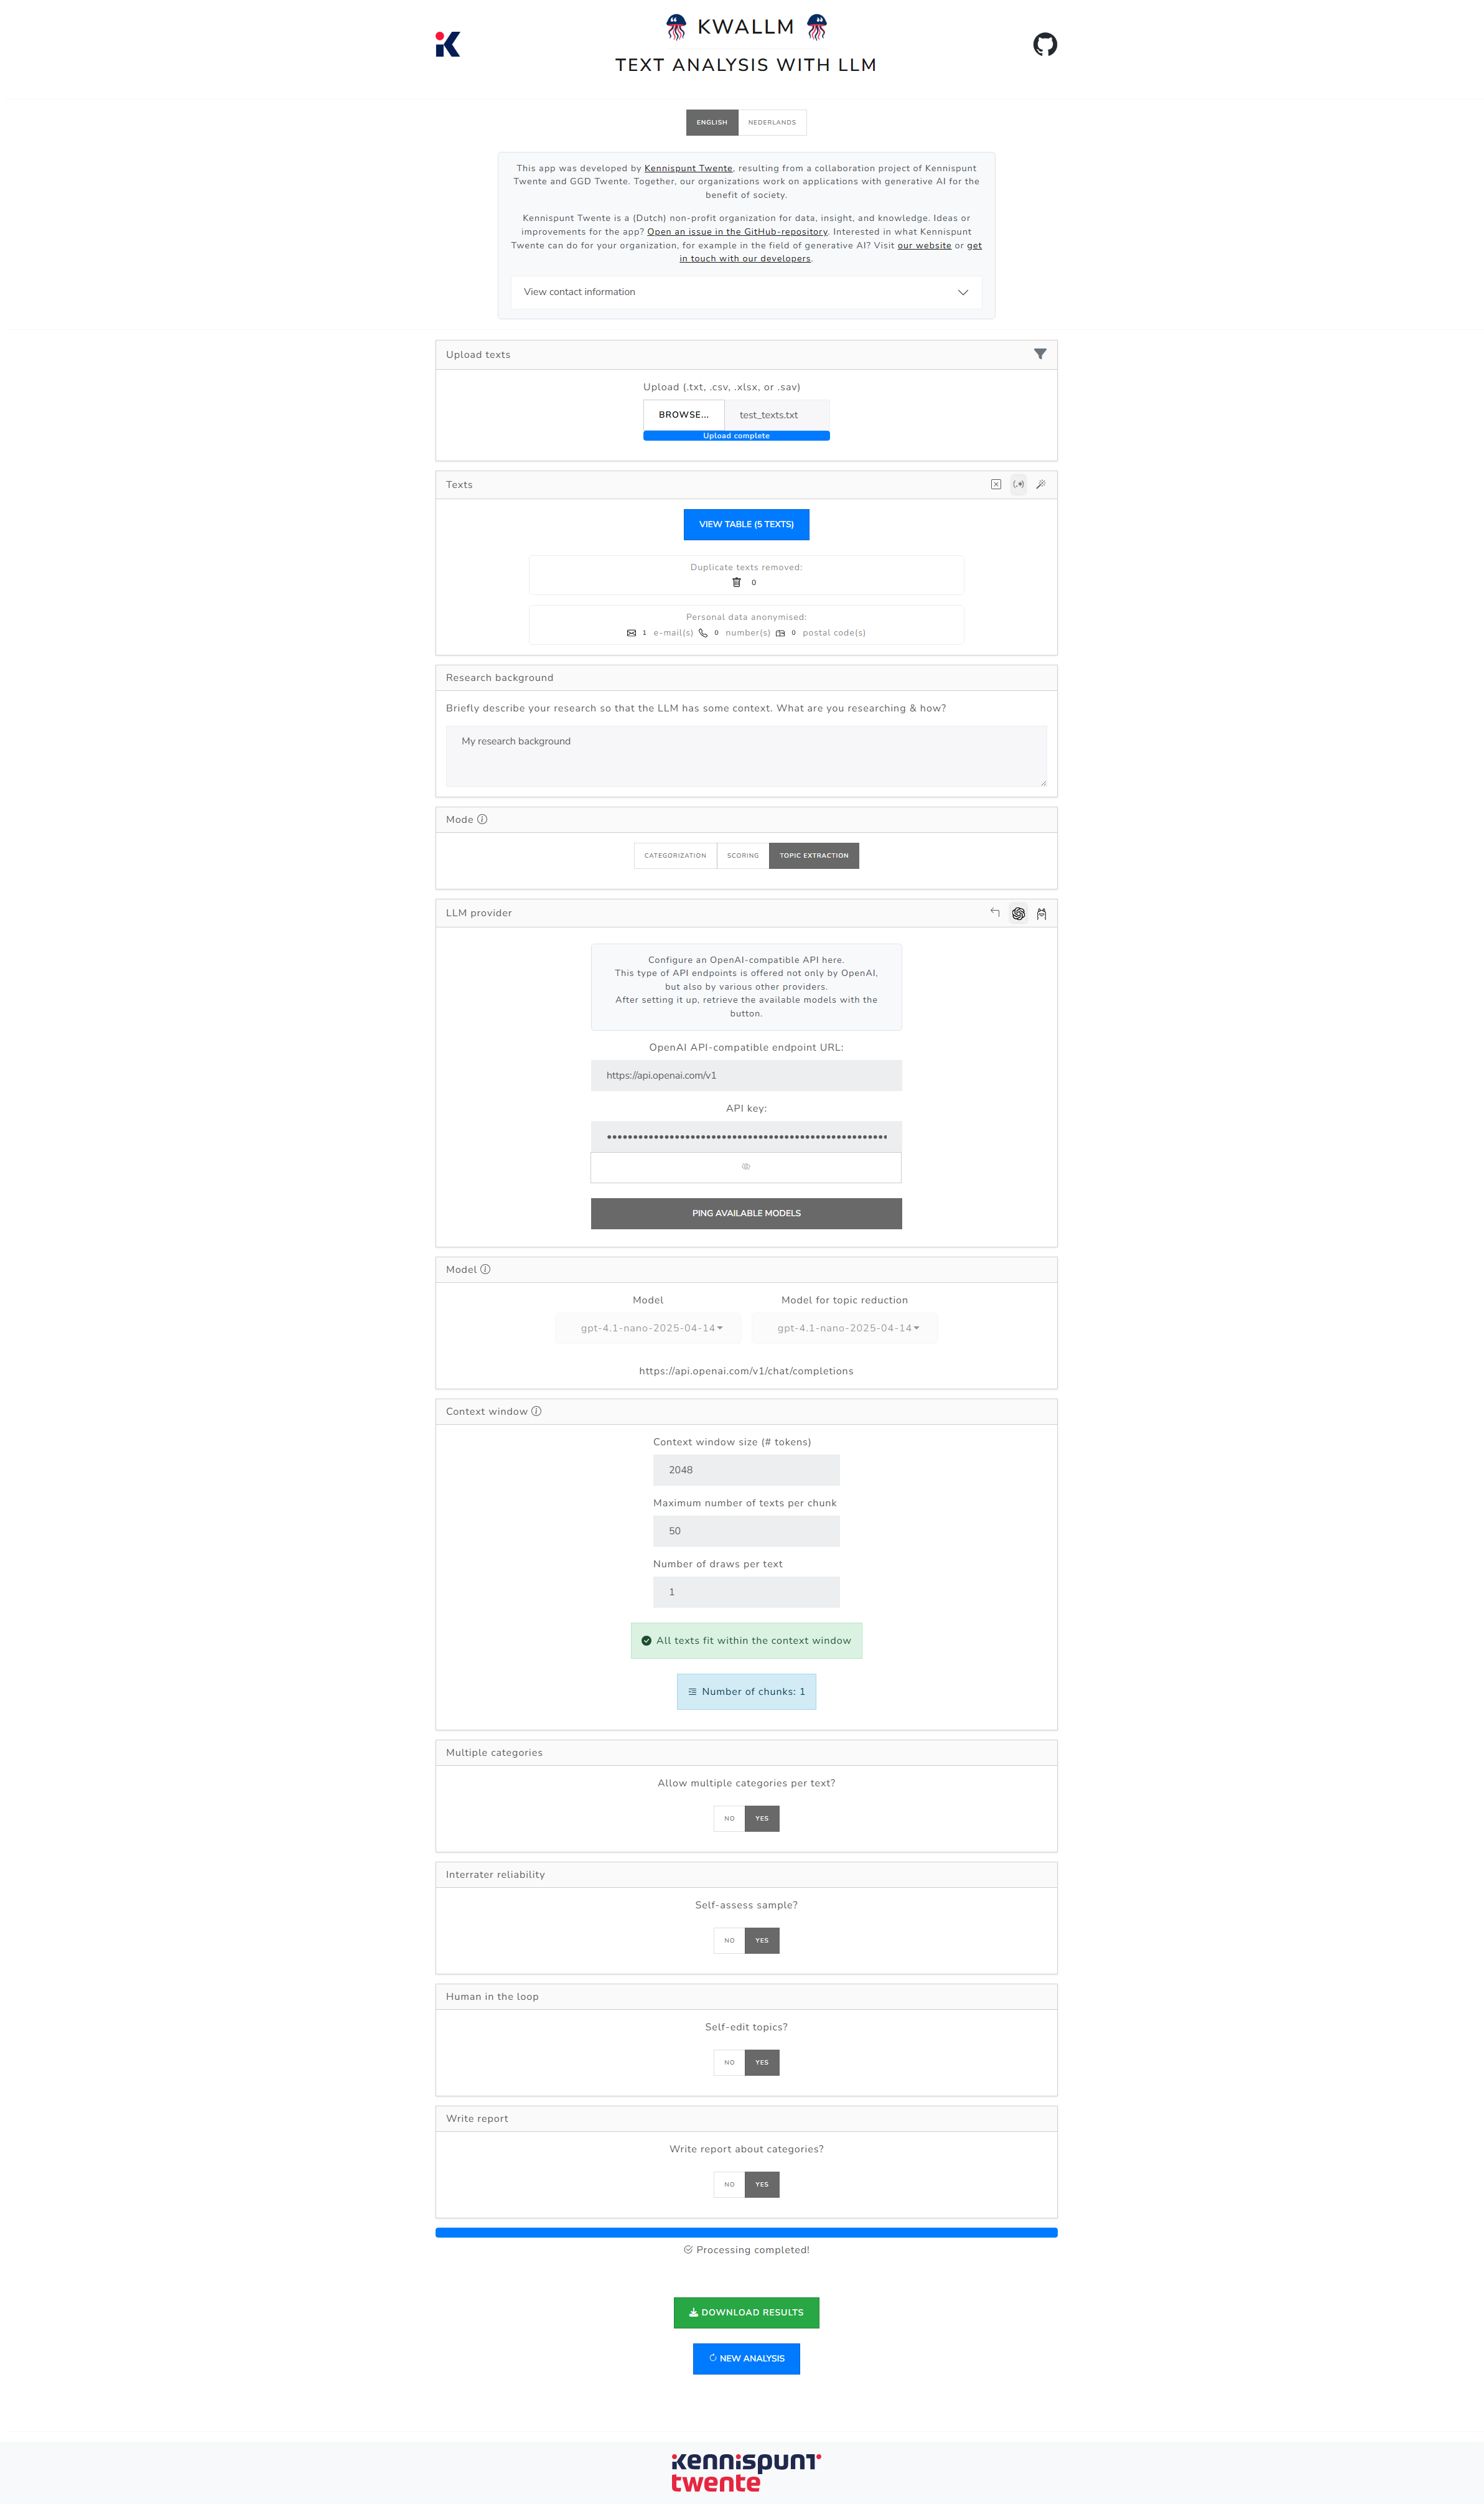 KWALLM
TEXT ANALYSIS WITH LLM
ENGLISH
NEDERLANDS
This app was developed by Kennispunt Twente, resulting from a collaboration project of Kennispunt
Twente and GGD Twente. Together, our organizations work on applications with generative AI for the
benefit of society.
Kennispunt Twente is a (Dutch) non-profit organization for data, insight, and knowledge. Ideas or
improvements for the app? Open an issue in the GitHub-repository. Interested in what Kennispunt
Twente can do for your organization, for example in the field of generative AI? Visit our website or get
in touch with our developers.
View contact information
Upload texts
Upload (.txt, .csv, .xlsx, or .sav)
BROWSE...
test_texts.txt
Upload complete
Texts
(.*)
VIEW TABLE (5 TEXTS)
Duplicate texts removed:
0
Personal data anonymised:
1 e-mail(s) 0 number(s) 0 postal code(s)
Research background
Briefly describe your research so that the LLM has some context. What are you researching & how?
My research background
Mode
CATEGORIZATION
SCORING
TOPIC EXTRACTION
LLM provider
Configure an OpenAI-compatible API here.
This type of API endpoints is offered not only by OpenAI,
but also by various other providers.
After setting it up, retrieve the available models with the
button.
OpenAI API-compatible endpoint URL:
https://api.openai.com/v1
API key:
PING AVAILABLE MODELS
Model
Model
Model for topic reduction
gpt-4.1-nano-2025-04-14
gpt-4.1-nano-2025-04-14
https://api.openai.com/v1/chat/completions
Context window
Context window size (# tokens)
2048
Maximum number of texts per chunk
50
Number of draws per text
1
All texts fit within the context window
Number of chunks: 1
Multiple categories
Allow multiple categories per text?
NO
YES
Interrater reliability
Self-assess sample?
NO
YES
Human in the loop
Self-edit topics?
NO
YES
Write report
Write report about categories?
NO
YES
Processing completed!
DOWNLOAD RESULTS
NEW ANALYSIS
kennispunt
twente